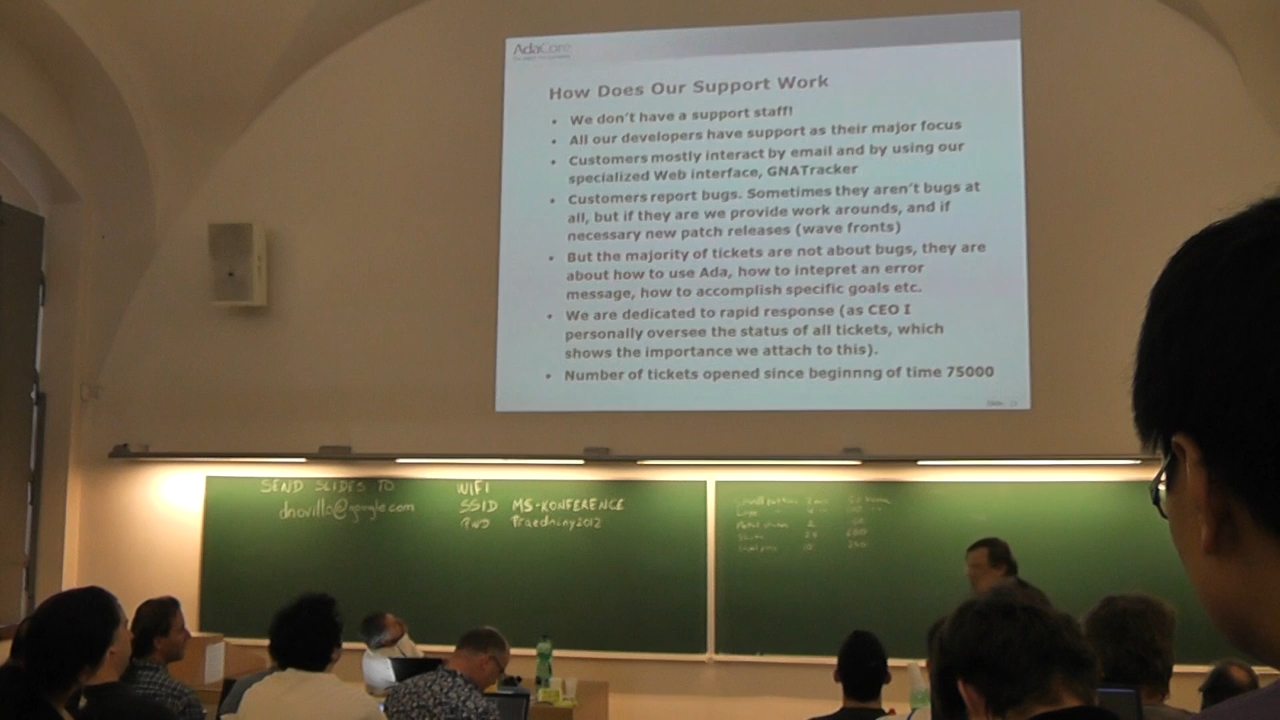 AdaCore
How Does Our Support Work
• We don't have a support staff!
• All our developers have support as their major focus
• Customers mostly interact by email and by using our
specialized Web interface, GNATracker
• Customers report bugs. Sometimes they aren't bugs at
all, but if they are we provide work arounds, and if
necessary new patch releases (wave fronts)
• But the majority of tickets are not about bugs, they are
about how to use Ada, how to intepret an error
message, how to accomplish specific goals etc.
• We are dedicated to rapid response (as CEO I
personally oversee the status of all tickets, which
shows the importance we attach to this).
• Number of tickets opened since beginnng of time 75000
SEND SLIDES TO
dnovillo@google.com
WIFI
SSID MS-KONFERENCE
PWD